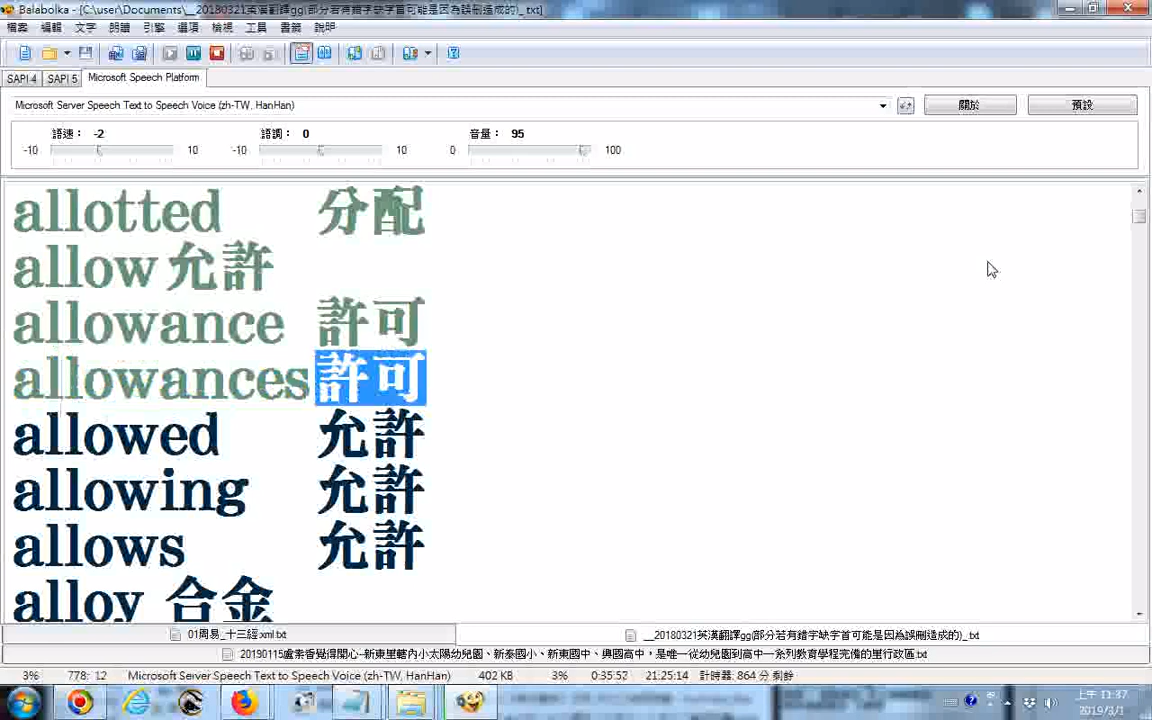 Balabolka - [C:\user\Documents\__20180321英漢翻譯gg(部分若有錯字缺字首可能是因為誤刪造成的)_.txt]
檔案 編輯 文字 朗讀 引擎 選項 檢視 工具 書籤 說明
SAPI 4 SAPI 5 Microsoft Speech Platform
Microsoft Server Speech Text to Speech Voice (zh-TW, HanHan) 關於 預設
語速： -2 語調： 0 音量： 95
-10 10 -10 10 0 100
allotted 分配
allow 允許
allowance 許可
allowances 許可
allowed 允許
allowing 允許
allows 允許
alloy 合金
01周易_十三經.xml.txt __20180321英漢翻譯gg(部分若有錯字缺字首可能是因為誤刪造成的)_.txt
20190115盧素香覺得開心-新東里轄內小太陽幼兒園、新泰國小、新東國中、興國高中，是唯一從幼兒園到高中一系列教育學程完備的里行政區.txt
3% 778: 12 Microsoft Server Speech Text to Speech Voice (zh-TW, HanHan) 402 KB 3% 0:35:52 21:25:14 計時器: 864 分 剩餘
上午 11:37
2019/3/1